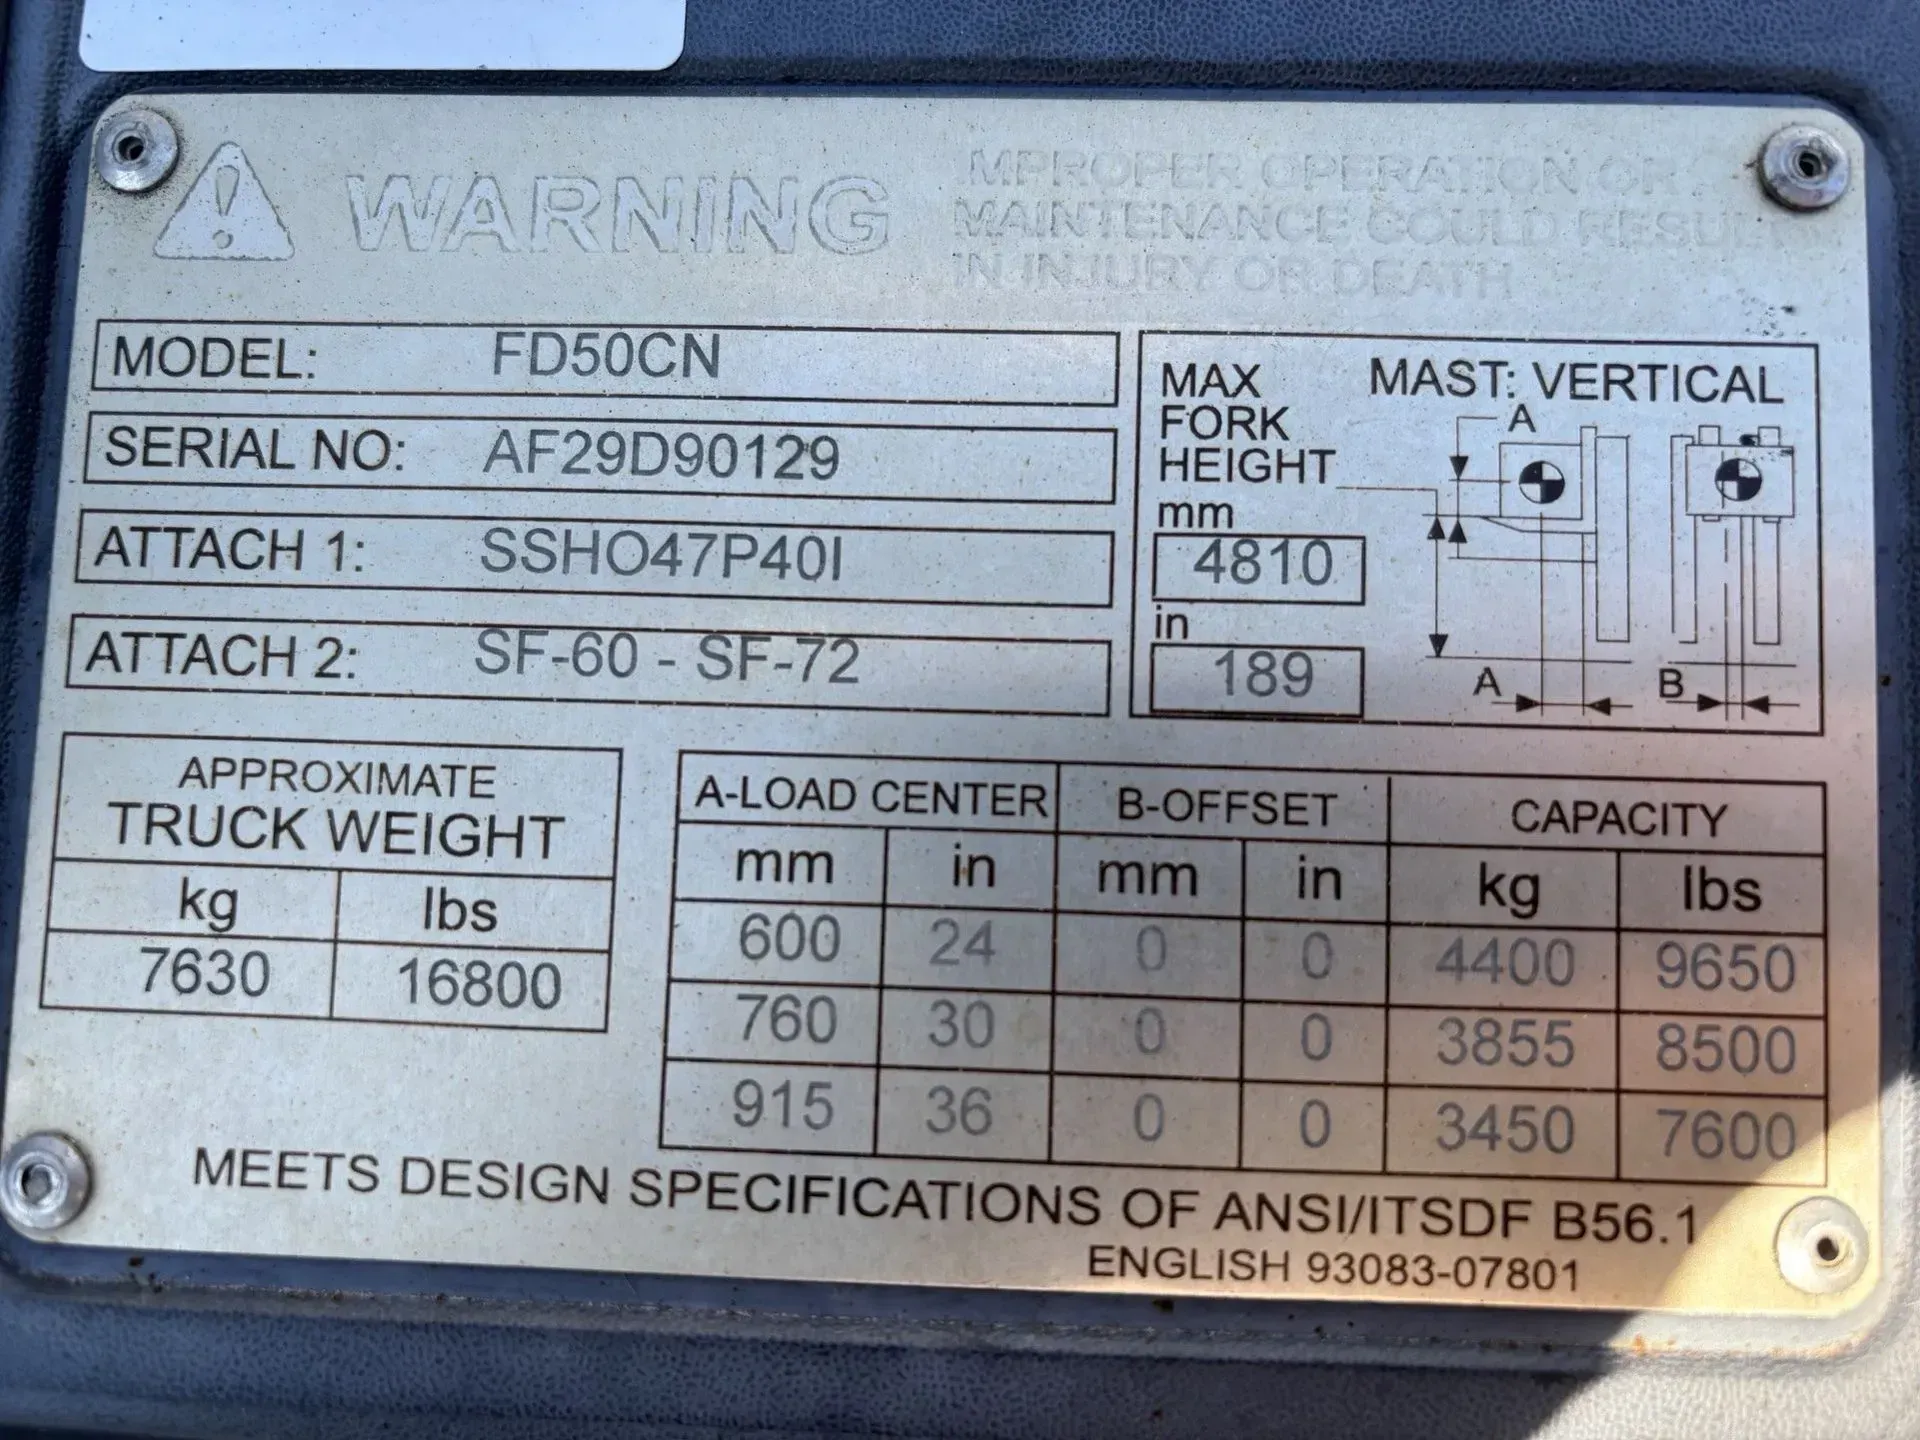 WARNING
IMPROPER OPERATION OR
MAINTENANCE COULD RESULT
IN INJURY OR DEATH
MODEL: FD50CN
SERIAL NO: AF29D90129
ATTACH 1: SSHO47P40I
ATTACH 2: SF-60 - SF-72
MAX
FORK
HEIGHT
mm
4810
in
189
MAST: VERTICAL
A
A
B
APPROXIMATE
TRUCK WEIGHT
kg lbs
7630 16800
A-LOAD CENTER B-OFFSET CAPACITY
mm in mm in kg lbs
600 24 0 0 4400 9650
760 30 0 0 3855 8500
915 36 0 0 3450 7600
MEETS DESIGN SPECIFICATIONS OF ANSI/ITSDF B56.1
ENGLISH 93083-07801